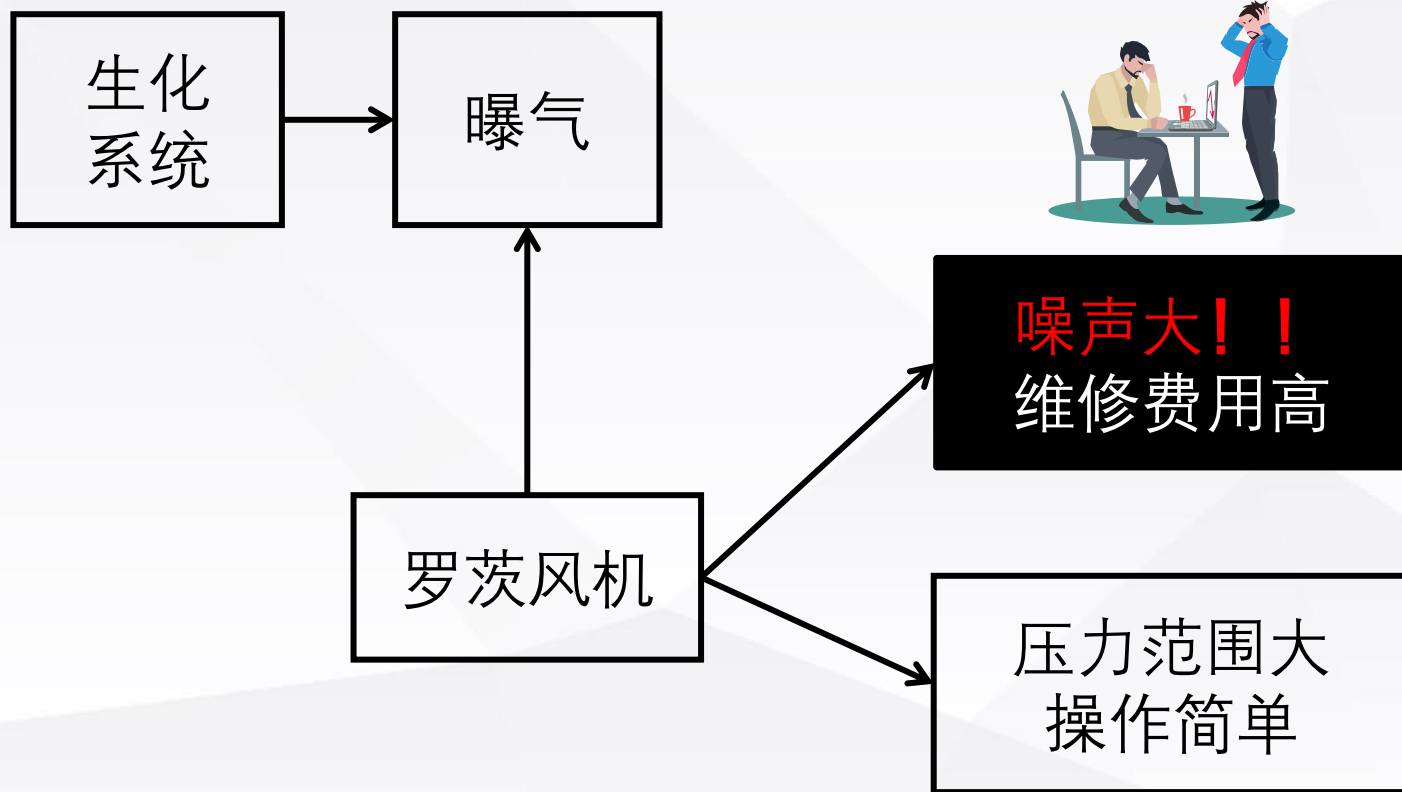 生化
系统
曝气
噪声大！！
维修费用高
罗茨风机
压力范围大
操作简单